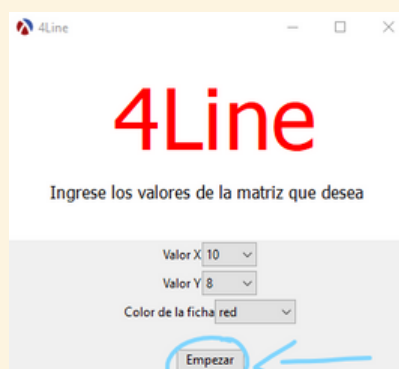 4Line
4Line
Ingrese los valores de la matriz que desea
Valor X 10
Valor Y 8
Color de la ficha red
Empezar